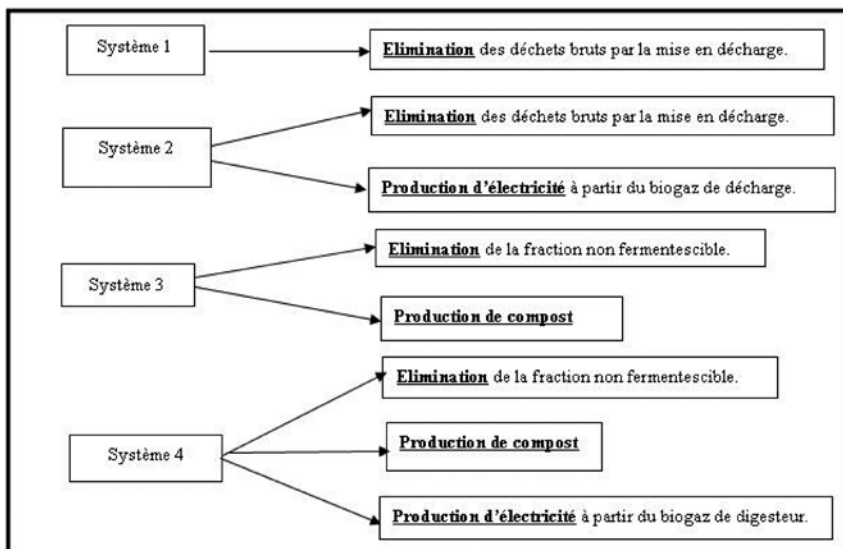 Système 1
Elimination des déchets bruts par la mise en décharge.
Système 2
Elimination des déchets bruts par la mise en décharge.
Production d'électricité à partir du biogaz de décharge.
Système 3
Elimination de la fraction non fermentescible.
Production de compost
Système 4
Elimination de la fraction non fermentescible.
Production de compost
Production d'électricité à partir du biogaz de digesteur.